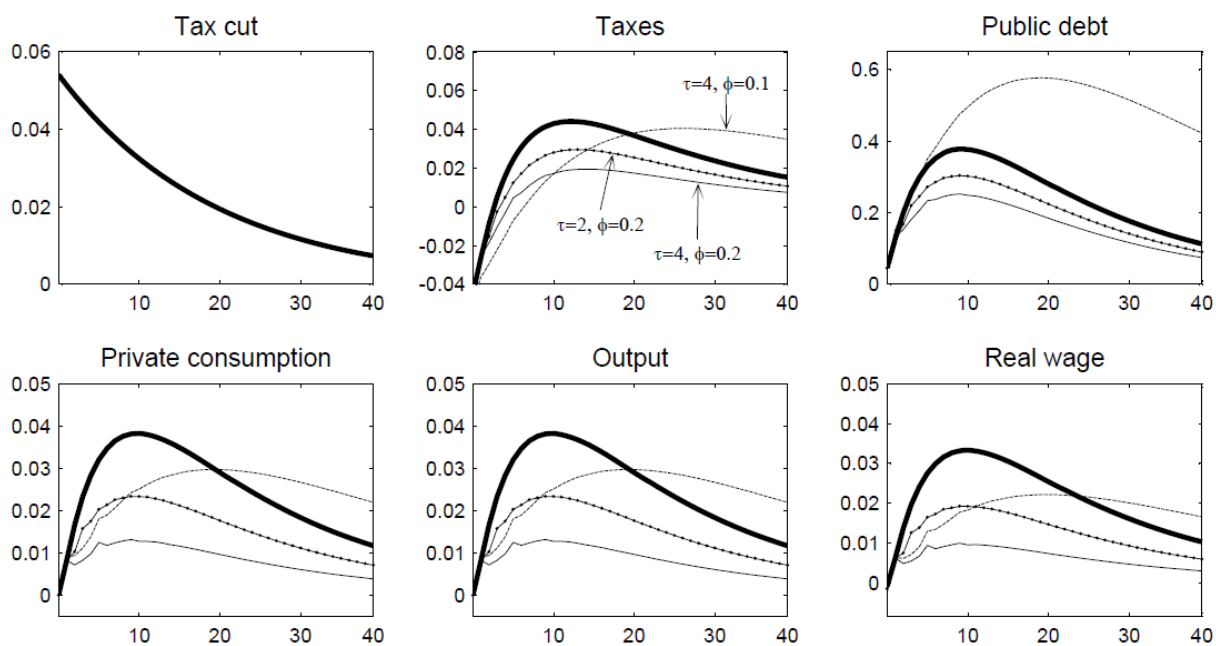 Tax cut
0.06
0.04
0.02
0
10 20 30 40
Taxes
0.08
0.06
0.04
0.02
0
-0.02
-0.04
τ=4, ϕ=0.1
τ=2, ϕ=0.2
τ=4, ϕ=0.2
10 20 30 40
Public debt
0.6
0.4
0.2
0
10 20 30 40
Private consumption
0.05
0.04
0.03
0.02
0.01
0
10 20 30 40
Output
0.05
0.04
0.03
0.02
0.01
0
10 20 30 40
Real wage
0.05
0.04
0.03
0.02
0.01
0
10 20 30 40